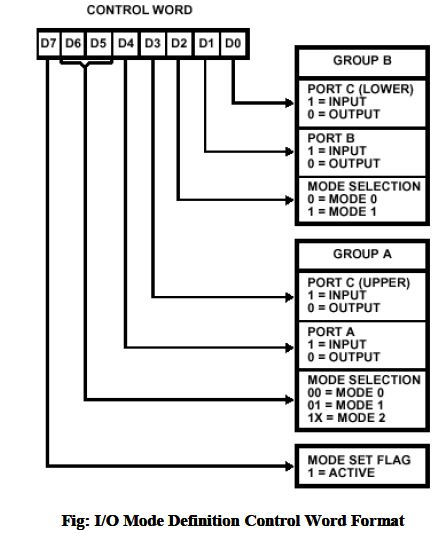 CONTROL WORD
D7 D6 D5 D4 D3 D2 D1 D0
GROUP B
PORT C (LOWER)
1 = INPUT
0 = OUTPUT
PORT B
1 = INPUT
0 = OUTPUT
MODE SELECTION
0 = MODE 0
1 = MODE 1
GROUP A
PORT C (UPPER)
1 = INPUT
0 = OUTPUT
PORT A
1 = INPUT
0 = OUTPUT
MODE SELECTION
00 = MODE 0
01 = MODE 1
1X = MODE 2
MODE SET FLAG
1 = ACTIVE
Fig: I/O Mode Definition Control Word Format